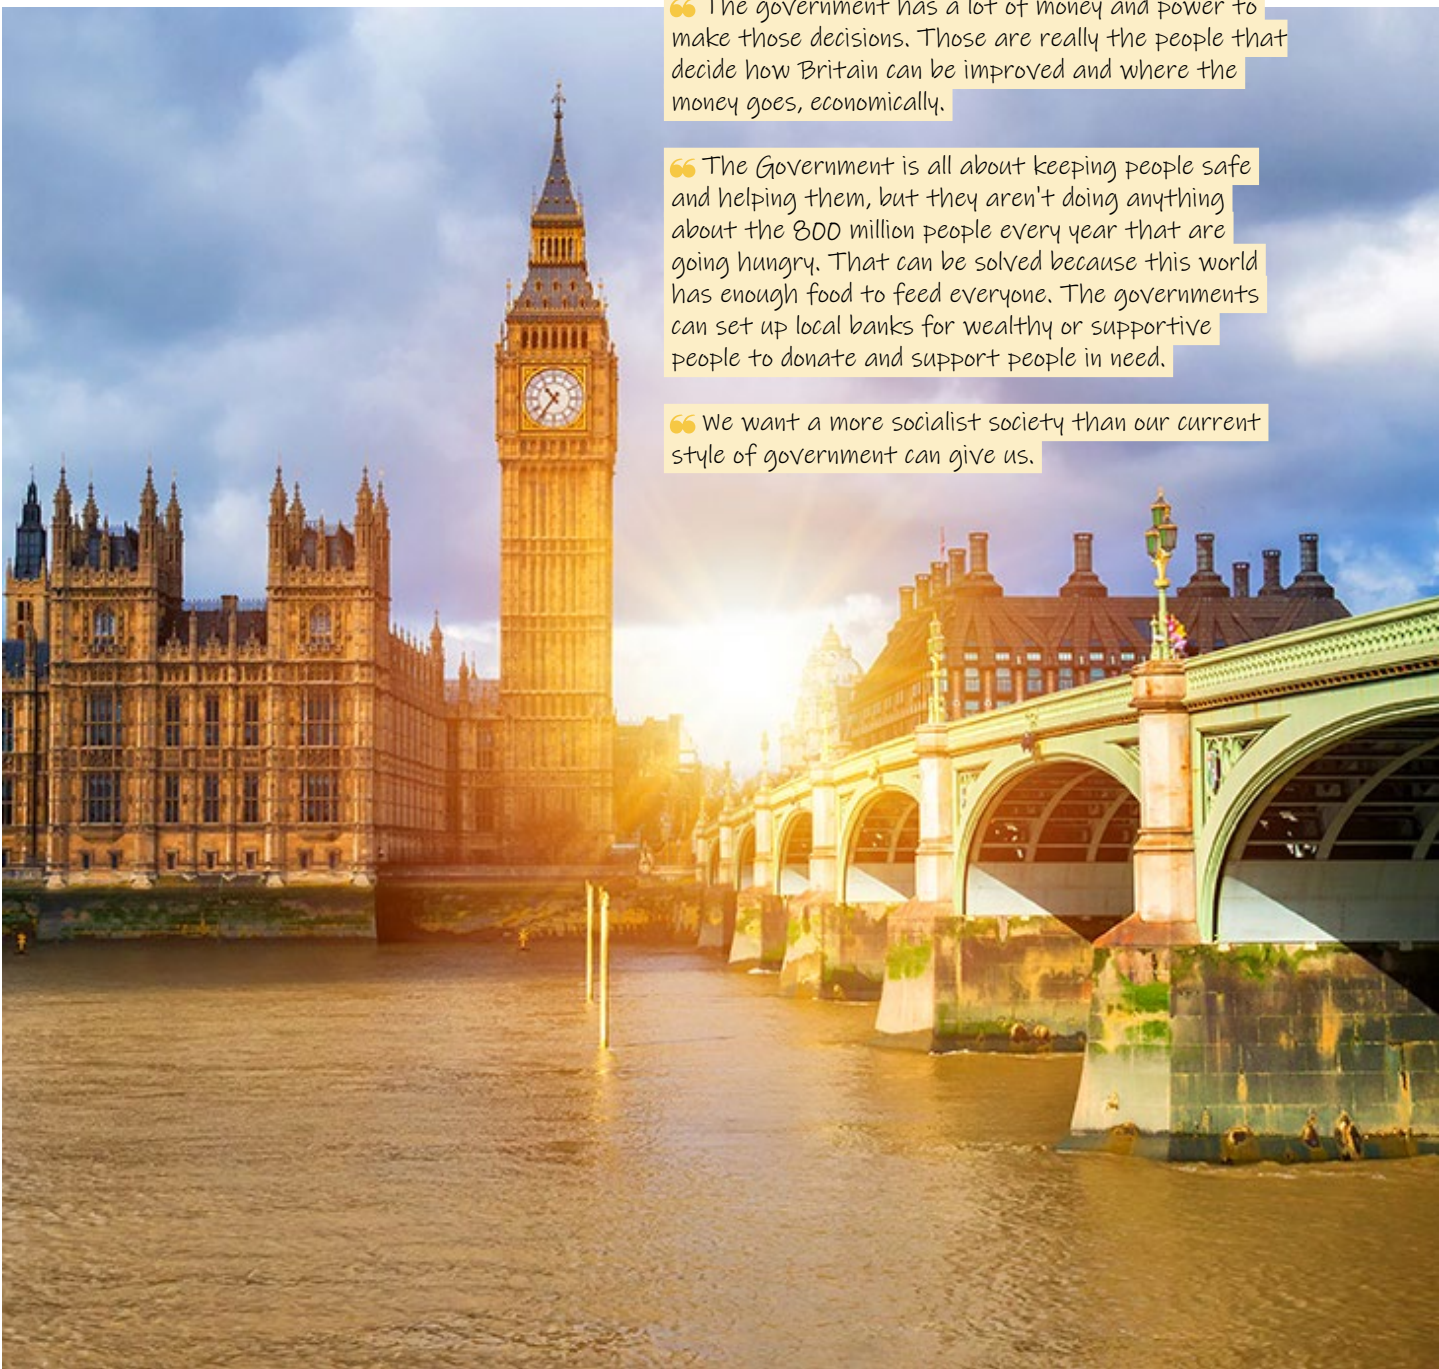 ❝ The government has a lot of money and power to
make those decisions. Those are really the people that
decide how Britain can be improved and where the
money goes, economically.
❝ The Government is all about keeping people safe
and helping them, but they aren't doing anything
about the 800 million people every year that are
going hungry. That can be solved because this world
has enough food to feed everyone. The governments
can set up local banks for wealthy or supportive
people to donate and support people in need.
❝ We want a more socialist society than our current
style of government can give us.